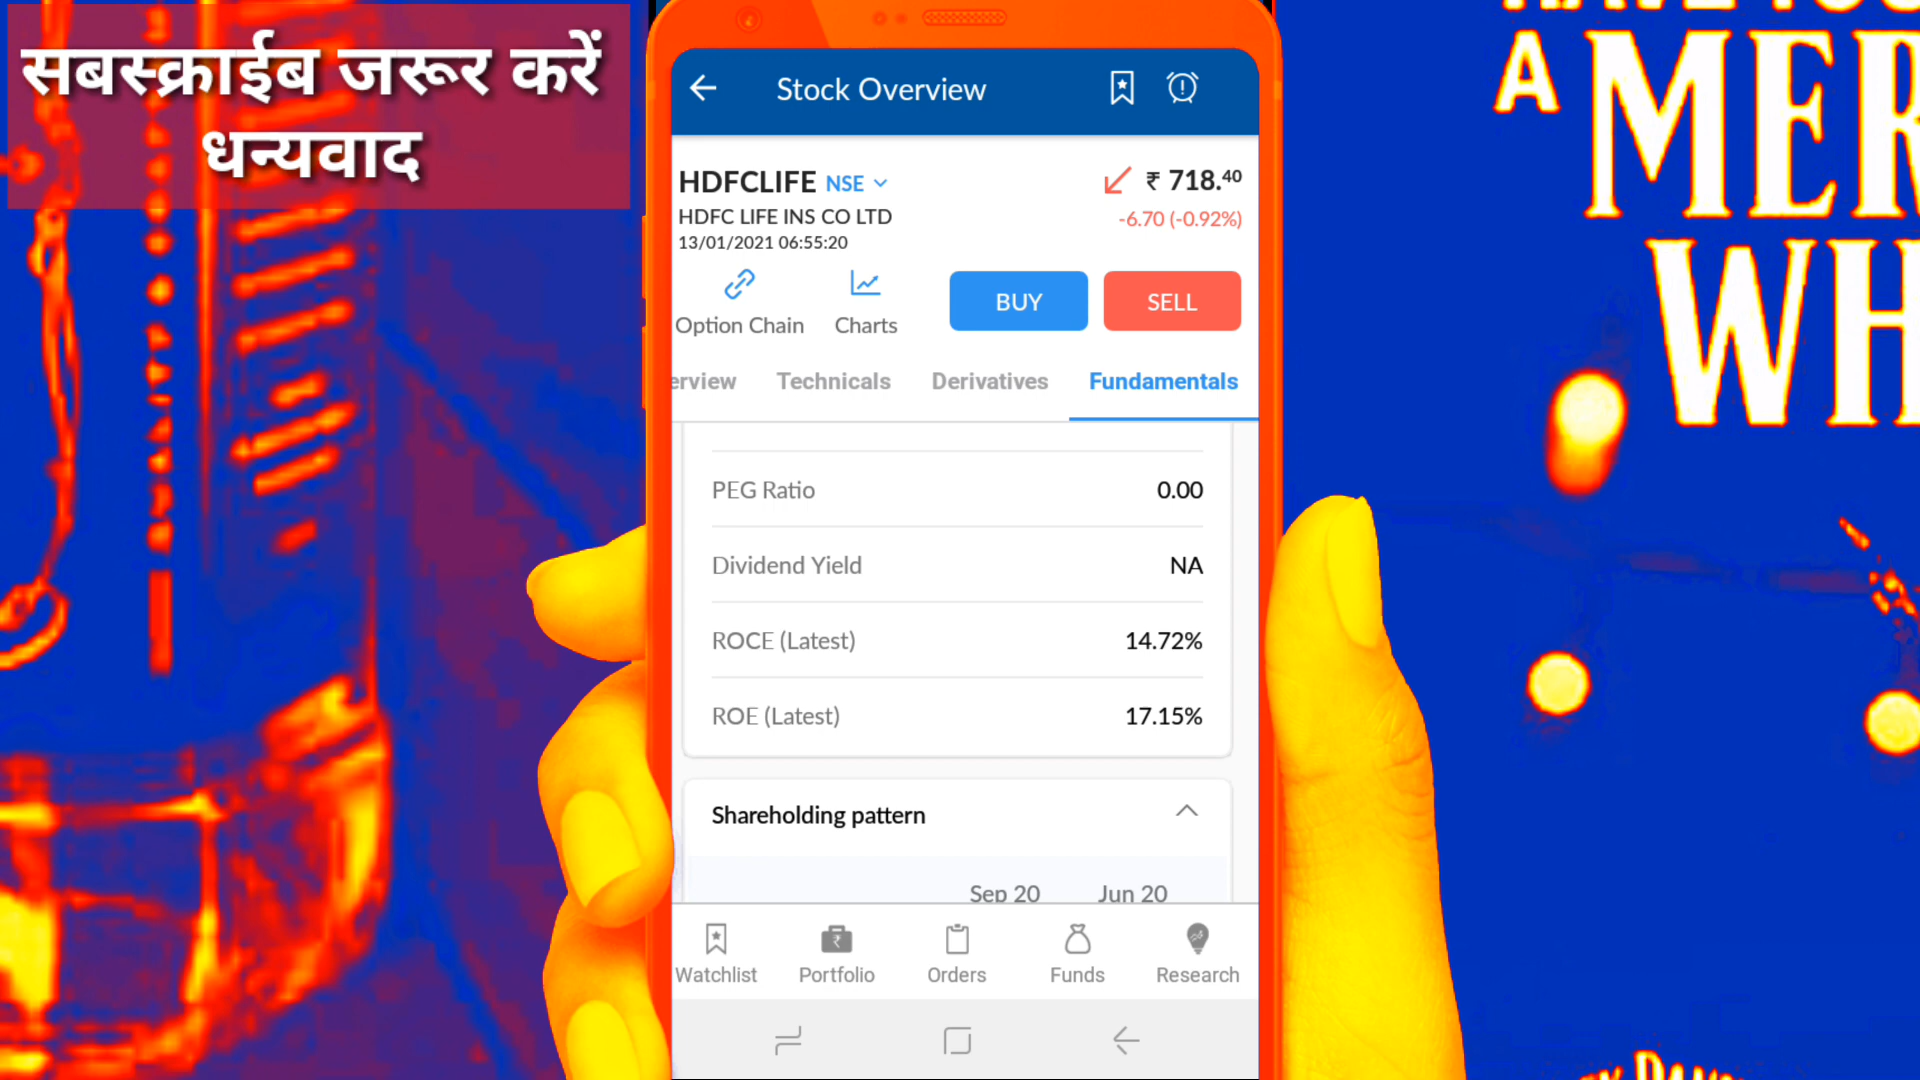 सबस्क्राईब जरूर करें
धन्यवाद
Stock Overview
HDFCLIFE NSE
₹ 718.40
HDFC LIFE INS CO LTD
-6.70 (-0.92%)
13/01/2021 06:55:20
Option Chain
Charts
BUY
SELL
erview
Technicals
Derivatives
Fundamentals
PEG Ratio 0.00
Dividend Yield NA
ROCE (Latest) 14.72%
ROE (Latest) 17.15%
Shareholding pattern
Sep 20 Jun 20
Watchlist
Portfolio
Orders
Funds
Research
A MER
WH